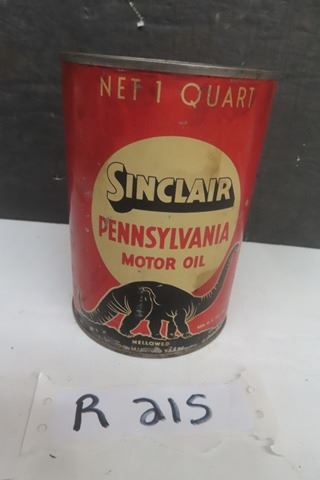 NET 1 QUART
SINCLAIR
PENNSYLVANIA
MOTOR OIL
MELLOWED
R 215